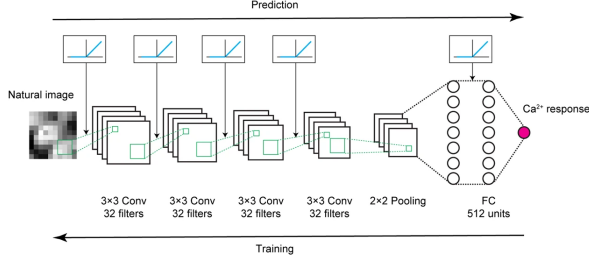 Prediction
Natural image
Ca²⁺ response
3×3 Conv
32 filters
3×3 Conv
32 filters
3×3 Conv
32 filters
3×3 Conv
32 filters
2×2 Pooling
FC
512 units
Training